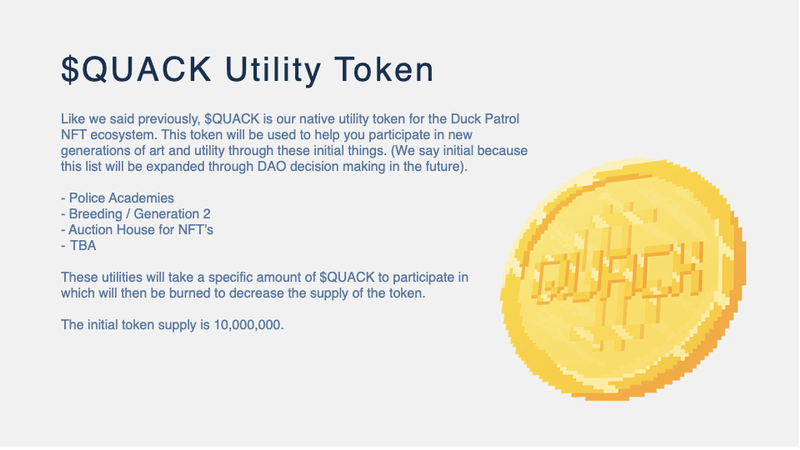 $QUACK Utility Token
Like we said previously, $QUACK is our native utility token for the Duck Patrol
NFT ecosystem. This token will be used to help you participate in new
generations of art and utility through these initial things. (We say initial because
this list will be expanded through DAO decision making in the future).
- Police Academies
- Breeding / Generation 2
- Auction House for NFT's
- TBA
These utilities will take a specific amount of $QUACK to participate in
which will then be burned to decrease the supply of the token.
The initial token supply is 10,000,000.
QUACK